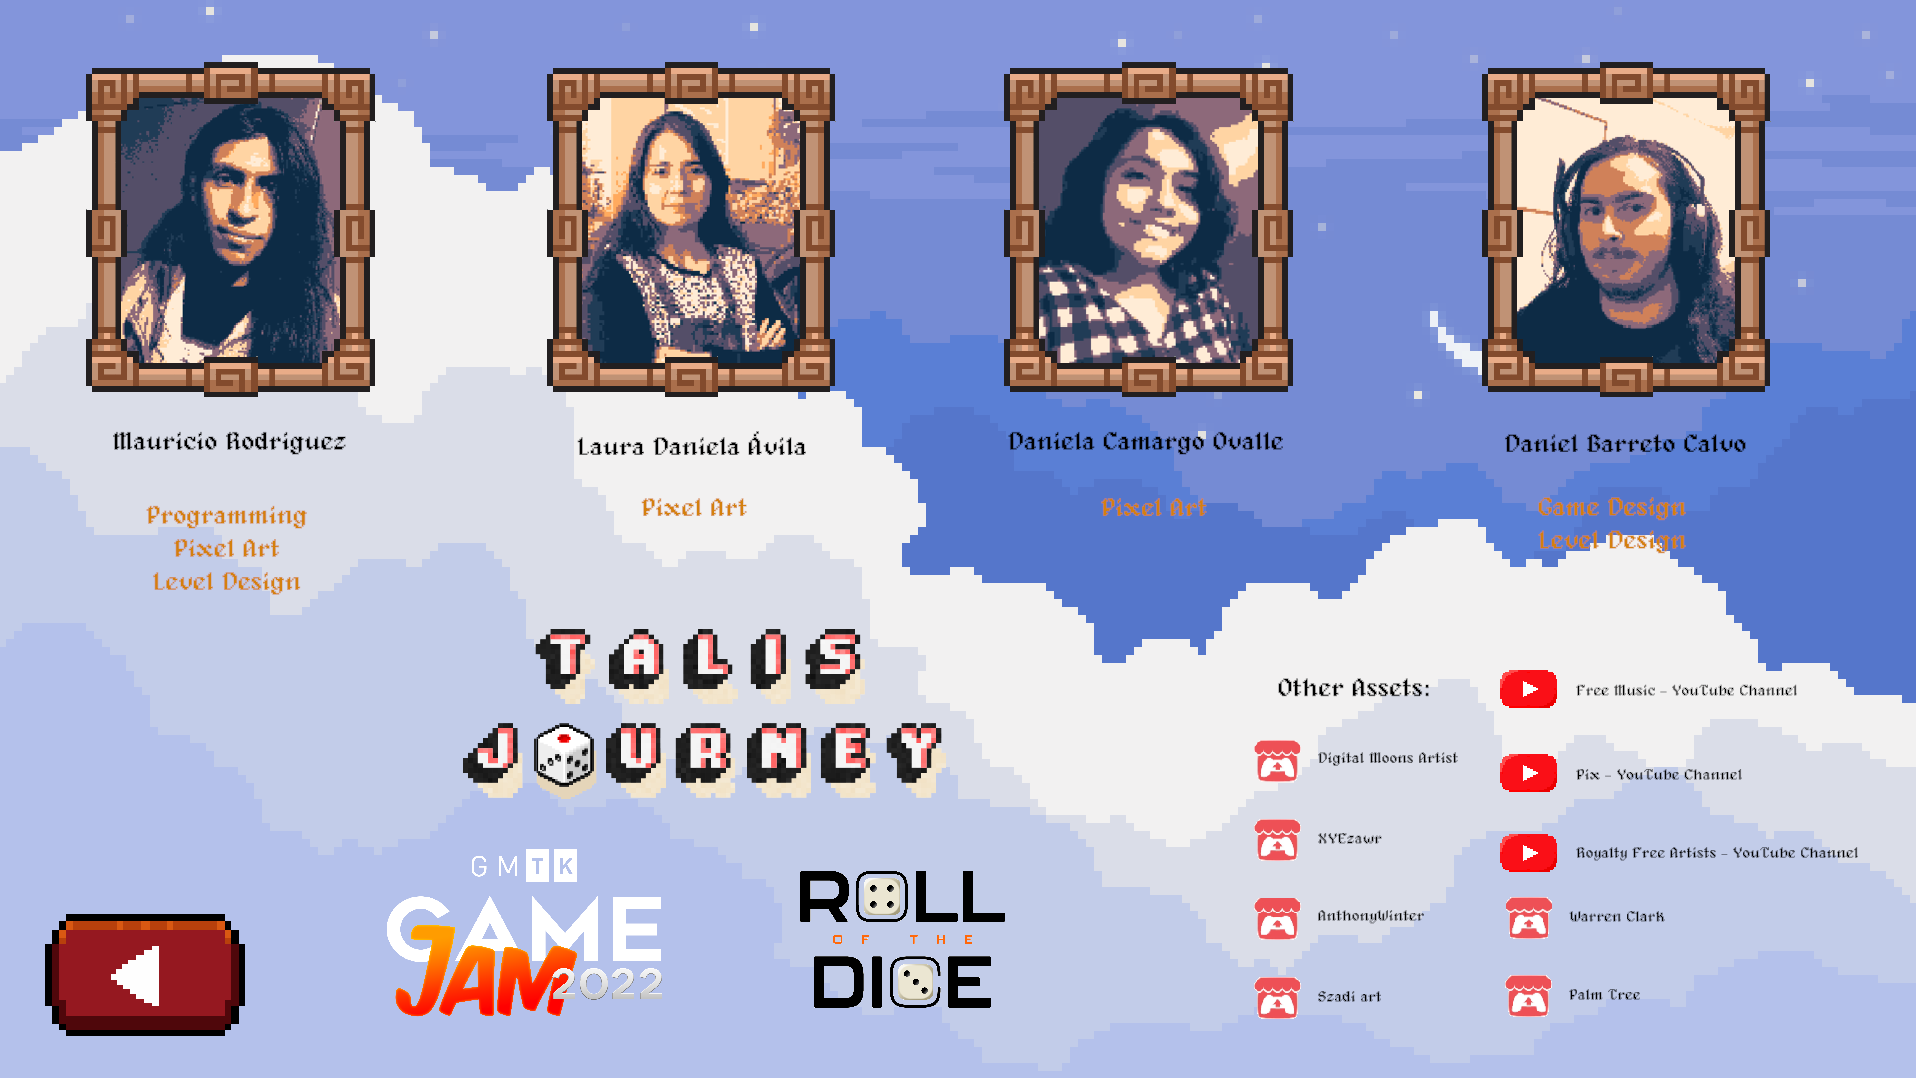 Mauricio Rodriguez
Programming
Pixel Art
Level Design
Laura Daniela Ávila
Pixel Art
Daniela Camargo Ovalle
Pixel Art
Daniel Barreto Calvo
Game Design
Level Design
TALIS
JOURNEY
GMTK
GAME
JAM 2022
ROLL
OF THE
DICE
Other Assets:
Digital Moons Artist
XYEzawr
AnthonyWinter
Szadi art
Free Music - YouTube Channel
Pix - YouTube Channel
Royalty Free Artists - YouTube Channel
Warren Clark
Palm Tree